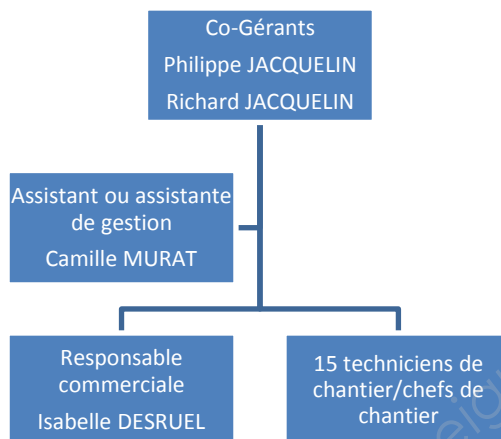 Co-Gérants
Philippe JACQUELIN
Richard JACQUELIN
Assistant ou assistante
de gestion
Camille MURAT
Responsable
commerciale
Isabelle DESRUEL
15 techniciens de
chantier/chefs de
chantier